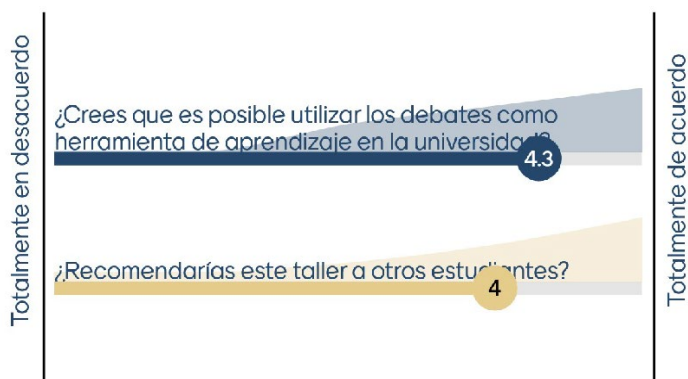 Totalmente en desacuerdo
¿Crees que es posible utilizar los debates como
herramienta de aprendizaje en la universidad?
4.3
¿Recomendarías este taller a otros estudiantes?
4
Totalmente de acuerdo